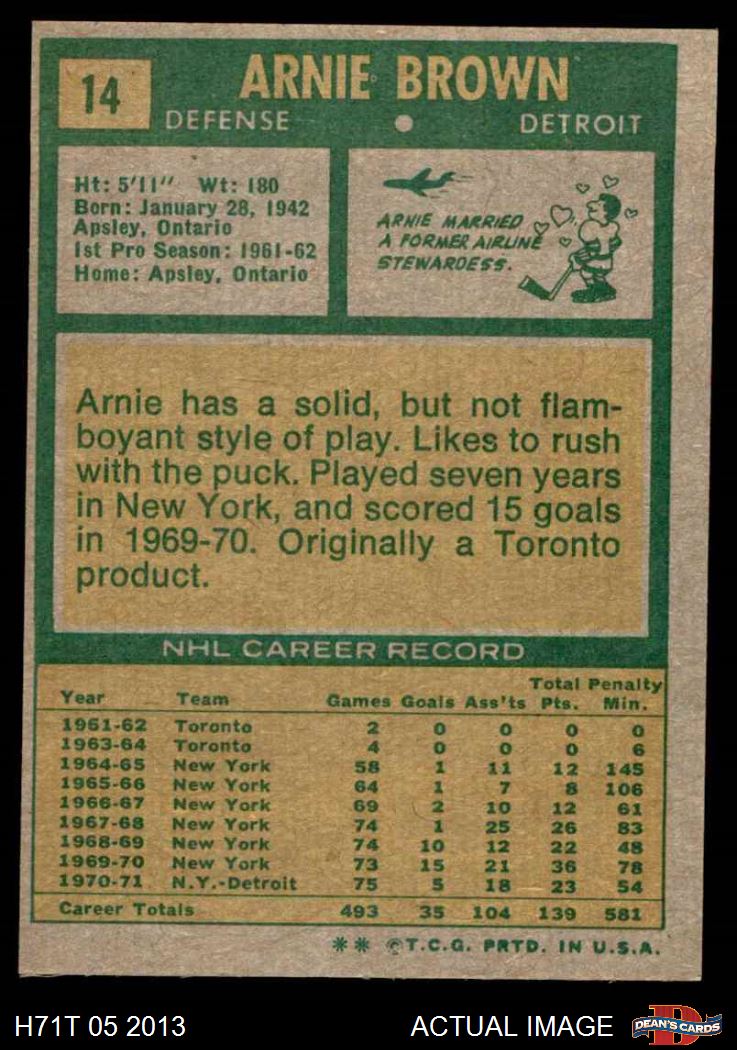 14
ARNIE BROWN
DEFENSE
DETROIT
Ht: 5'11" Wt: 180
Born: January 28, 1942
Apsley, Ontario
1st Pro Season: 1961-62
Home: Apsley, Ontario
ARNIE MARRIED
A FORMER AIRLINE
STEWARDESS.
Arnie has a solid, but not flam-
boyant style of play. Likes to rush
with the puck. Played seven years
in New York, and scored 15 goals
in 1969-70. Originally a Toronto
product.
NHL CAREER RECORD
Total Penalty
Year Team Games Goals Ass'ts Pts. Min.
1961-62 Toronto 2 0 0 0 0
1963-64 Toronto 4 0 0 0 6
1964-65 New York 58 1 11 12 145
1965-66 New York 64 1 7 8 106
1966-67 New York 69 2 10 12 61
1967-68 New York 74 1 25 26 83
1968-69 New York 74 10 12 22 48
1969-70 New York 73 15 21 36 78
1970-71 N.Y.-Detroit 75 5 18 23 54
Career Totals 493 35 104 139 581
** ©T.C.G. PRTD. IN U.S.A.
H71T 05 2013
ACTUAL IMAGE
D
DEAN'S CARDS